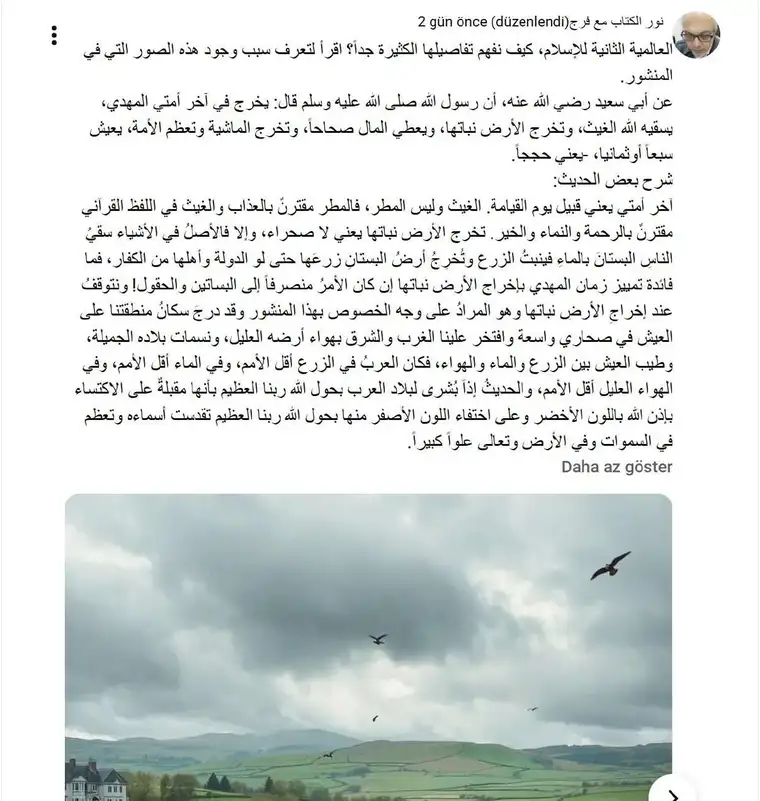 نور الكتاب مع فرج 2 gün önce (düzenlendi)
العالمية الثانية للإسلام، كيف نفهم تفاصيلها الكثيرة جداً؟ اقرأ لتعرف سبب وجود هذه الصور التي في
المنشور.
عن أبي سعيد رضي الله عنه، أن رسول الله صلى الله عليه وسلم قال: يخرج في آخر أمتي المهدي،
يسقيه الله الغيث، وتخرج الأرض نباتها، ويعطي المال صحاحاً، وتخرج الماشية وتعظم الأمة، يعيش
سبعاً أوثمانيا، -يعني حججاً.
شرح بعض الحديث:
آخر أمتي يعني قبيل يوم القيامة. الغيث وليس المطر، فالمطر مقترنٌ بالعذاب والغيث في اللفظ القرآني
مقترنٌ بالرحمة والنماء والخير. تخرج الأرض نباتها يعني لا صحراء، وإلا فالأصلُ في الأشياء سقيُ
الناسِ البستانَ بالماءِ فينبتُ الزرع وتُخرجُ أرضُ البستانِ زرعَها حتى لو الدولة وأهلها من الكفار، فما
فائدة تمييز زمان المهدي بإخراج الأرض نباتها إن كان الأمرُ منصرفاً إلى البساتين والحقول! ونتوقفُ
عند إخراجِ الأرض نباتها وهو المرادُ على وجه الخصوص بهذا المنشور وقد درجَ سكانُ منطقتنا على
العيش في صحاري واسعة وافتخر علينا الغرب والشرق بهواء أرضه العليل، ونسمات بلاده الجميلة،
وطيب العيش بين الزرع والماء والهواء، فكان العربُ في الزرع أقل الأمم، وفي الماء أقل الأمم، وفي
الهواء العليل أقل الأمم، والحديثُ إذاً بُشرى لبلاد العرب بحول الله ربنا العظيم بأنها مقبلةٌ على الاكتساء
بإذن الله باللون الأخضر وعلى اختفاء اللون الأصفر منها بحول الله ربنا العظيم تقدست أسماءه وتعظم
في السموات وفي الأرض وتعالى علواً كبيراً.
Daha az göster